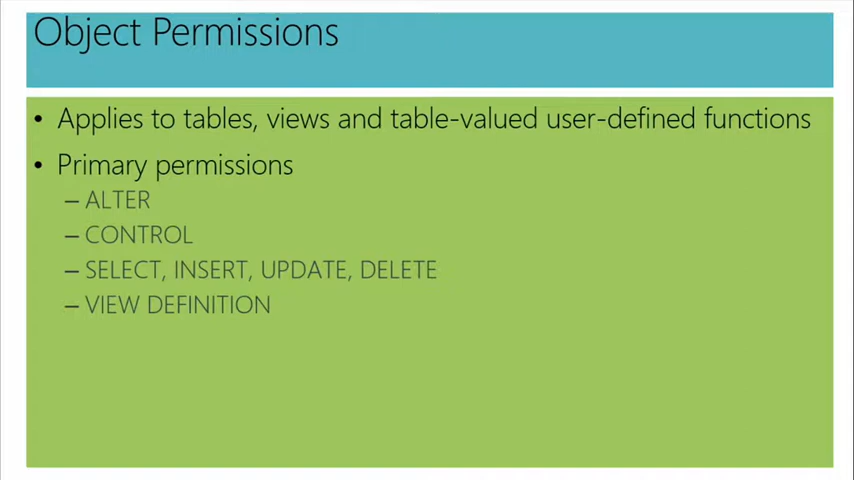 Object Permissions
• Applies to tables, views and table-valued user-defined functions
• Primary permissions
– ALTER
– CONTROL
– SELECT, INSERT, UPDATE, DELETE
– VIEW DEFINITION